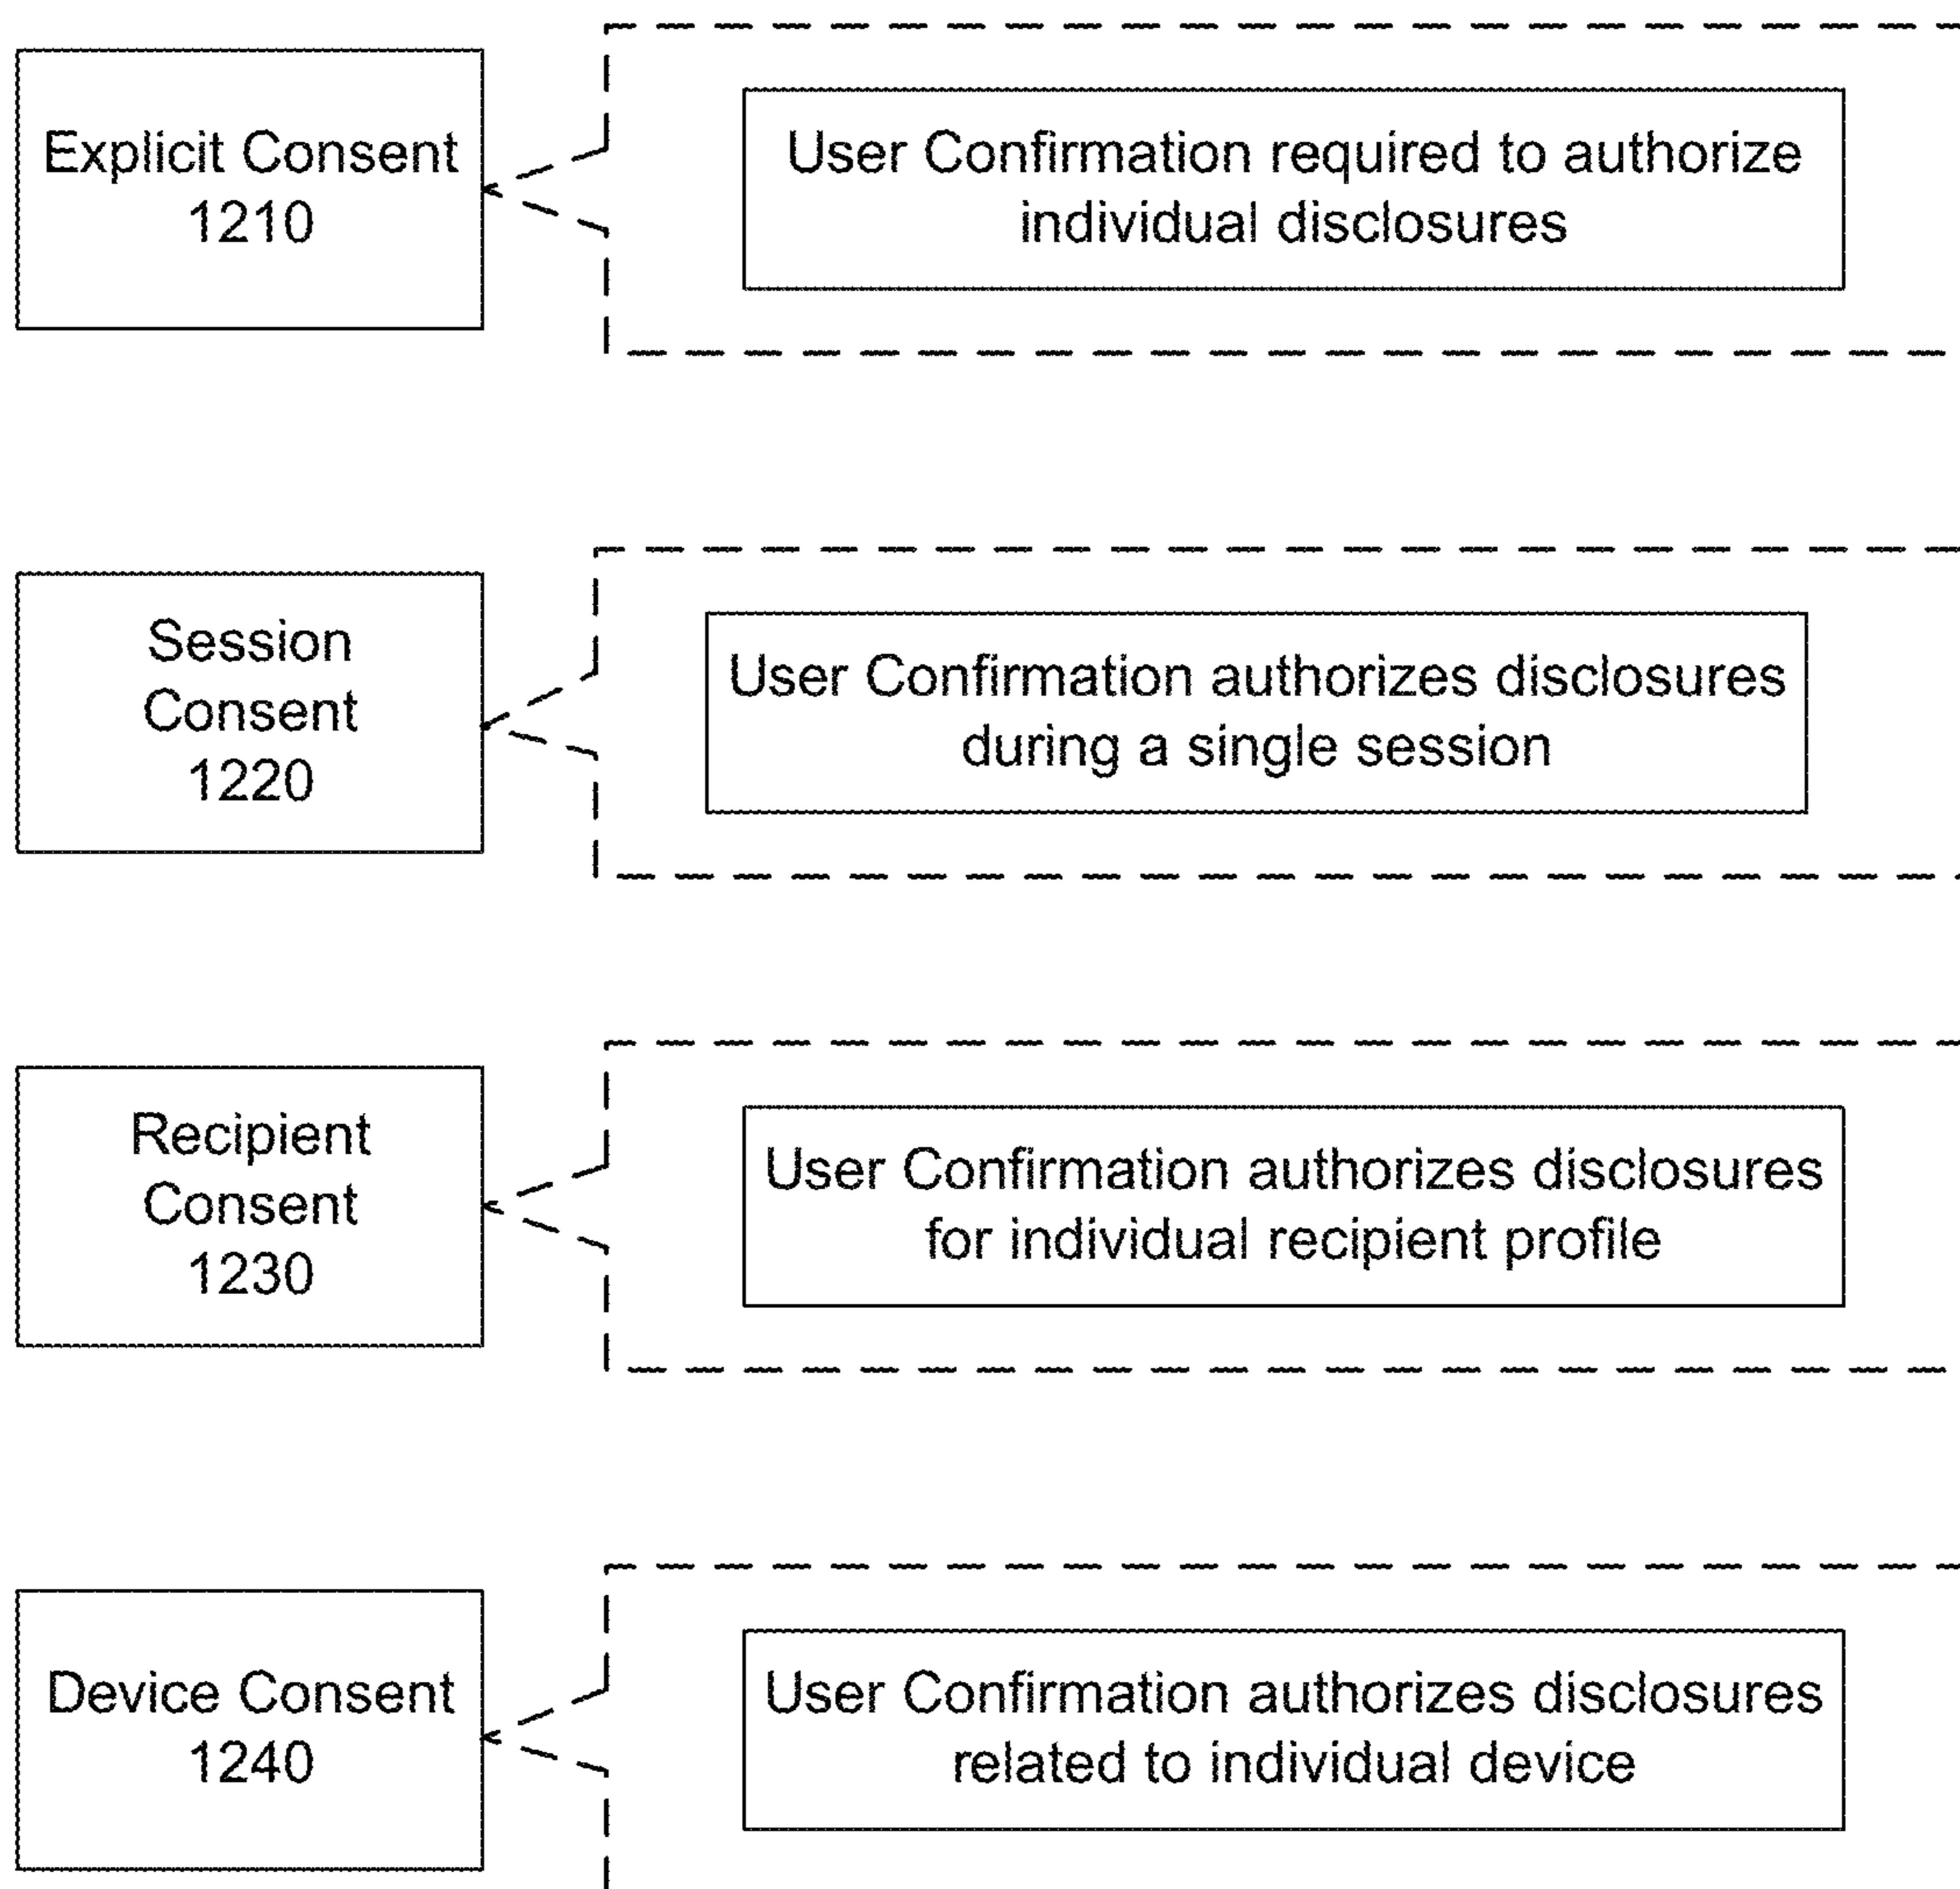 Explicit Consent
1210
User Confirmation required to authorize
individual disclosures
Session
Consent
1220
User Confirmation authorizes disclosures
during a single session
Recipient
Consent
1230
User Confirmation authorizes disclosures
for individual recipient profile
Device Consent
1240
User Confirmation authorizes disclosures
related to individual device